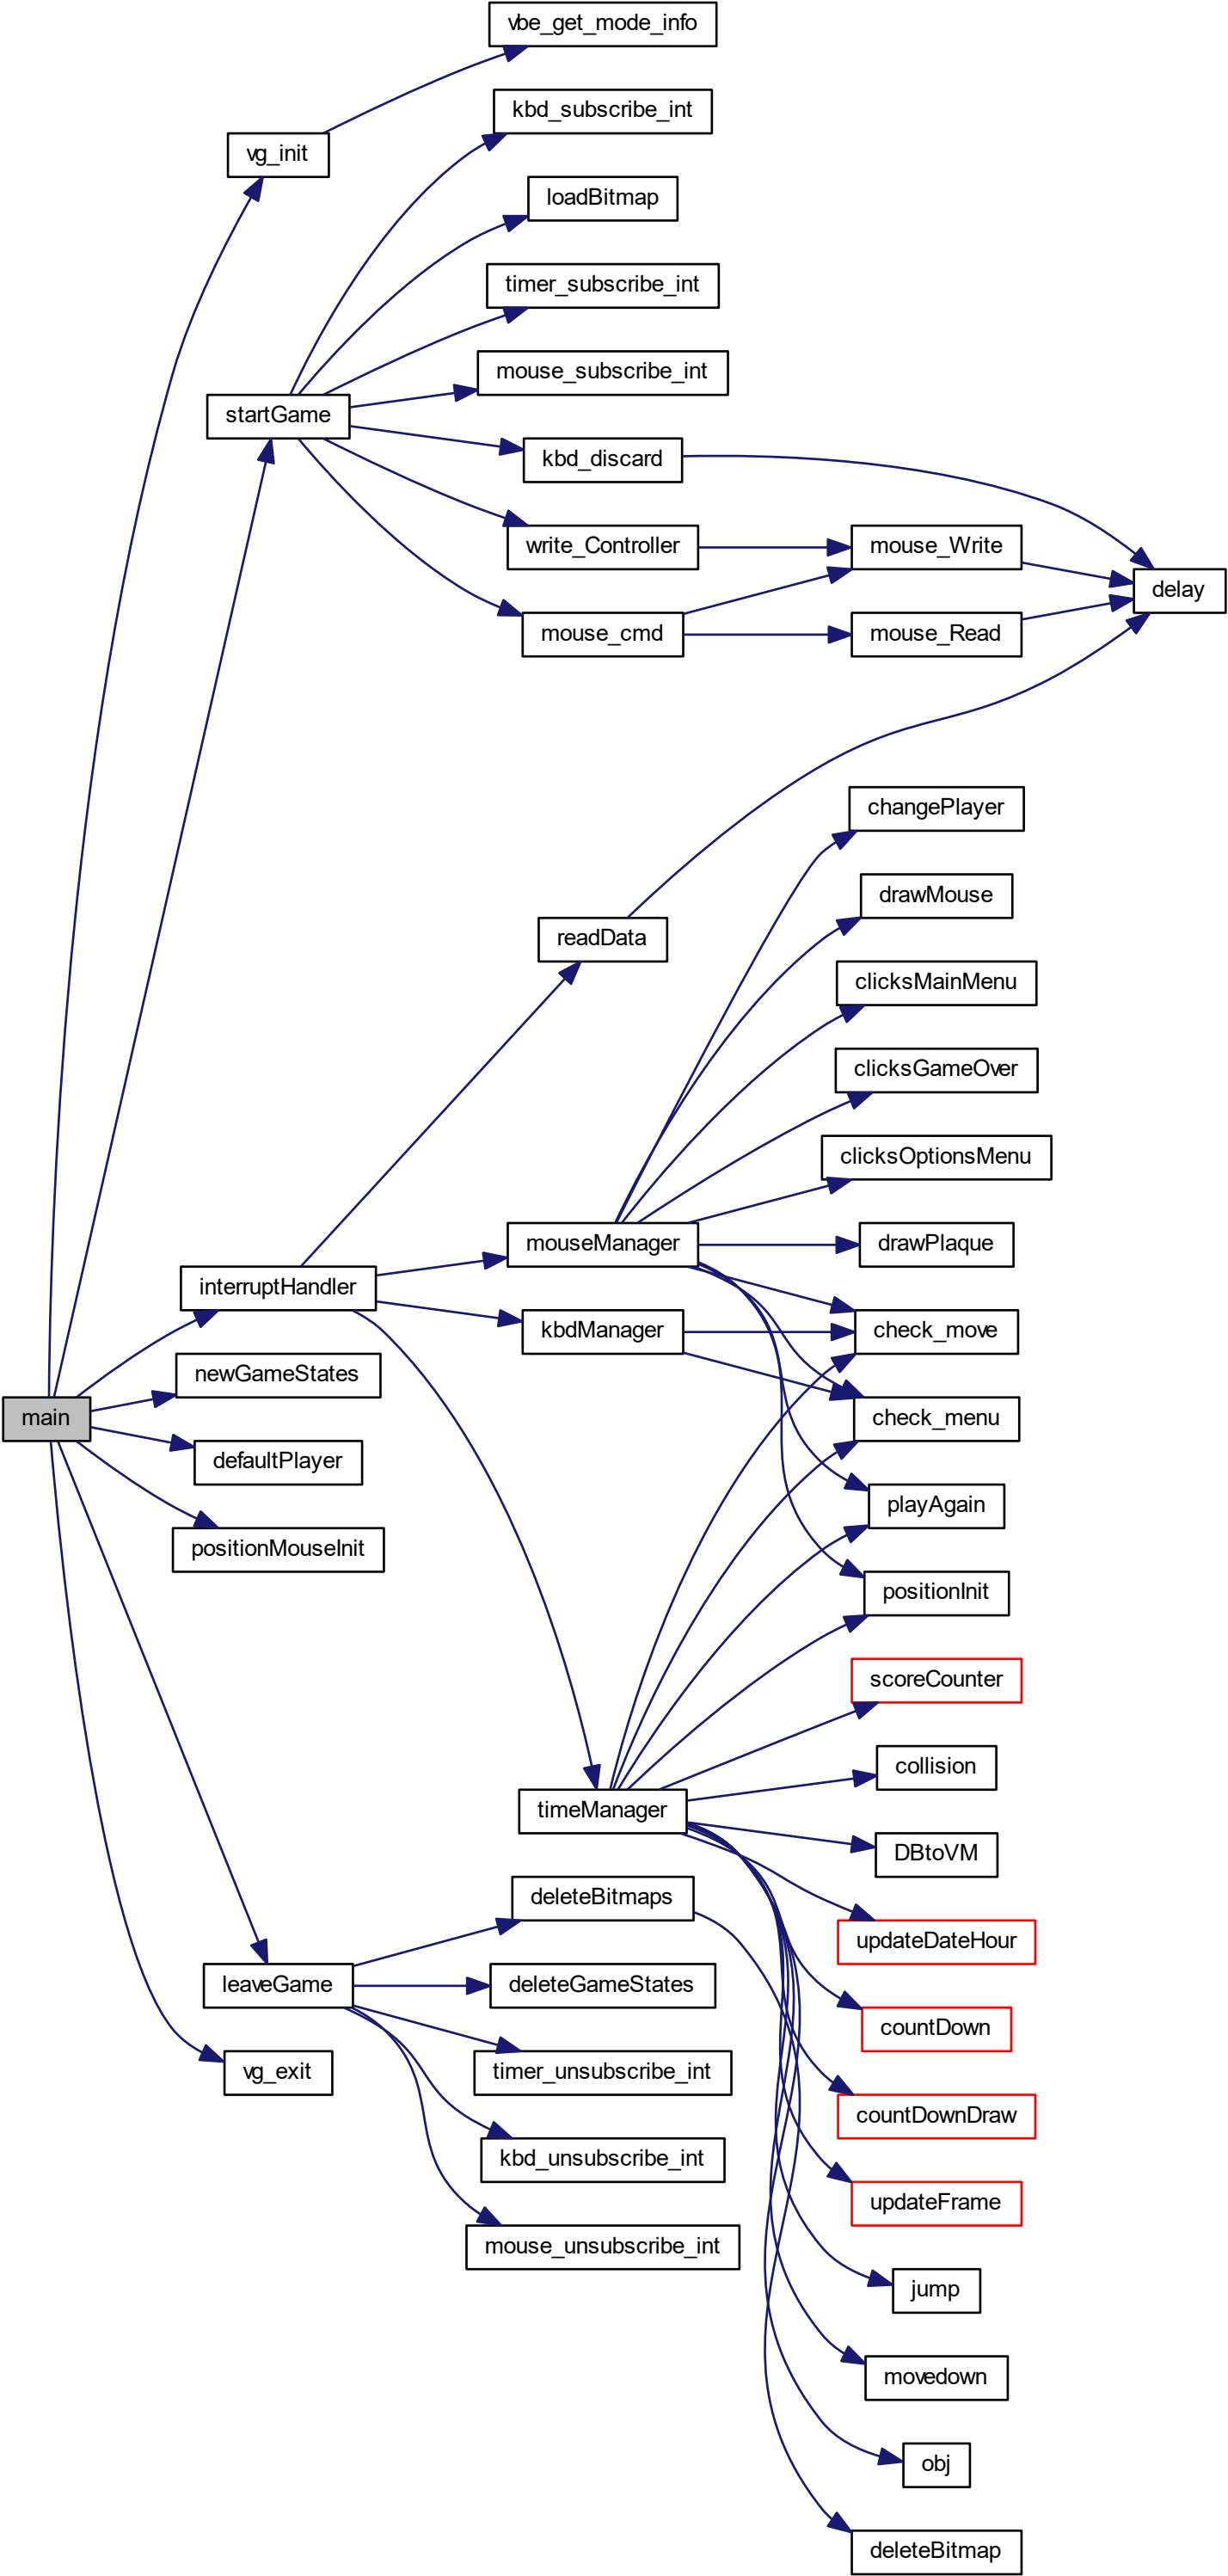 vbe_get_mode_info
kbd_subscribe_int
vg_init
loadBitmap
timer_subscribe_int
mouse_subscribe_int
startGame
kbd_discard
write_Controller
mouse_Write
delay
mouse_cmd
mouse_Read
changePlayer
drawMouse
readData
clicksMainMenu
clicksGameOver
clicksOptionsMenu
mouseManager
drawPlaque
interruptHandler
kbdManager
check_move
newGameStates
main
check_menu
defaultPlayer
playAgain
positionMouseInit
positionInit
scoreCounter
collision
timeManager
DBtoVM
deleteBitmaps
updateDateHour
leaveGame
deleteGameStates
countDown
vg_exit
timer_unsubscribe_int
countDownDraw
kbd_unsubscribe_int
updateFrame
mouse_unsubscribe_int
jump
movedown
obj
deleteBitmap